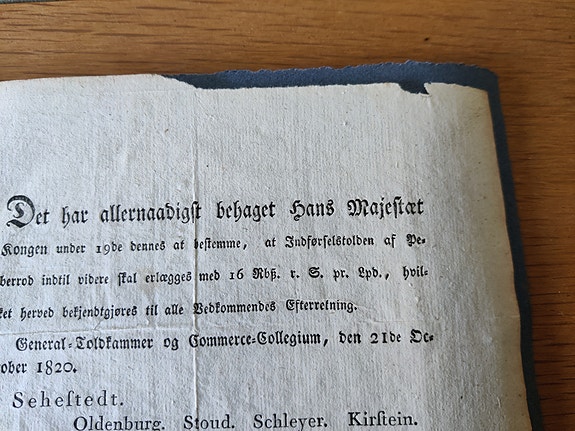 Det har allernaadigst behaget Hans Majestæt
Kongen under 19de dennes at bestemme, at Indførselstolden af Pe-
berrod indtil videre skal erlægges med 16 Rbß. r. S. pr. Lpd., hvil-
ket herved bekjendtgjøres til alle Vedkommendes Efterretning.
General-Toldkammer og Commerce-Collegium, den 21de Oc-
ober 1820.
Sehestedt.
Oldenburg. Stoud. Schleyer. Kirstein.